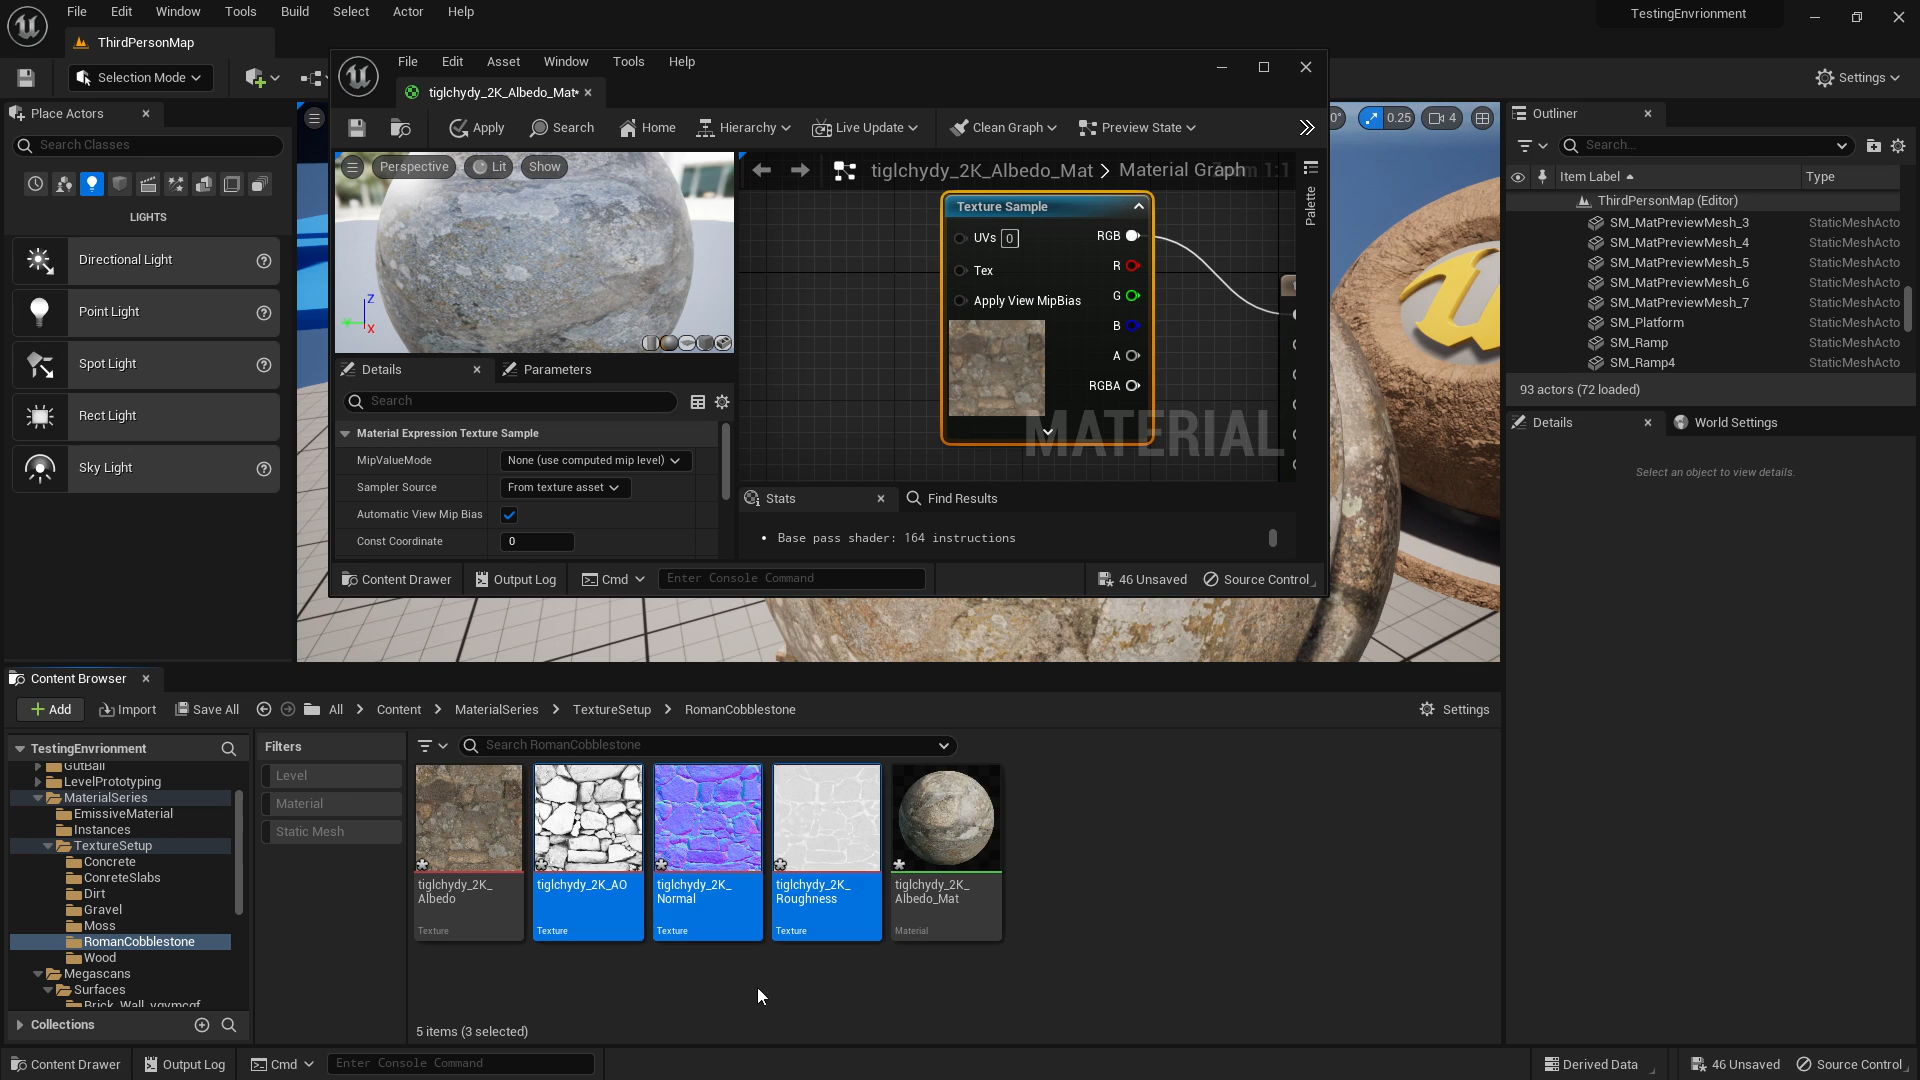 File Edit Window Tools Build Select Actor Help
TestingEnvrionment
ThirdPersonMap
Selection Mode
Settings
Place Actors
Search Classes
LIGHTS
Directional Light
Point Light
Spot Light
Rect Light
Sky Light
File Edit Asset Window Tools Help
tiglchydy_2K_Albedo_Mat*
Apply Search Home Hierarchy Live Update Clean Graph Preview State
Perspective Lit Show
Z
X
tiglchydy_2K_Albedo_Mat > Material Graph
Palette
Texture Sample
UVs 0 RGB
Tex R
Apply View MipBias G
B
A
RGBA
MATERIAL
Details Parameters
Search
Material Expression Texture Sample
MipValueMode None (use computed mip level)
Sampler Source From texture asset
Automatic View Mip Bias
Const Coordinate 0
Stats Find Results
• Base pass shader: 164 instructions
Content Drawer Output Log Cmd Enter Console Command 46 Unsaved Source Control
0.25 4
Outliner
Search...
Item Label Type
ThirdPersonMap (Editor)
SM_MatPreviewMesh_3 StaticMeshActo
SM_MatPreviewMesh_4 StaticMeshActo
SM_MatPreviewMesh_5 StaticMeshActo
SM_MatPreviewMesh_6 StaticMeshActo
SM_MatPreviewMesh_7 StaticMeshActo
SM_Platform StaticMeshActo
SM_Ramp StaticMeshActo
SM_Ramp4 StaticMeshActo
93 actors (72 loaded)
Details World Settings
Select an object to view details.
Content Browser
Add Import Save All All > Content > MaterialSeries > TextureSetup > RomanCobblestone Settings
TestingEnvrionment
GutBall
LevelPrototyping
MaterialSeries
EmissiveMaterial
Instances
TextureSetup
Concrete
ConreteSlabs
Dirt
Gravel
Moss
RomanCobblestone
Wood
Megascans
Surfaces
Collections
Filters
Level
Material
Static Mesh
Search RomanCobblestone
tiglchydy_2K_
Albedo
Texture
tiglchydy_2K_AO
Texture
tiglchydy_2K_
Normal
Texture
tiglchydy_2K_
Roughness
Texture
tiglchydy_2K_
Albedo_Mat
Material
5 items (3 selected)
Content Drawer Output Log Cmd Enter Console Command Derived Data 46 Unsaved Source Control